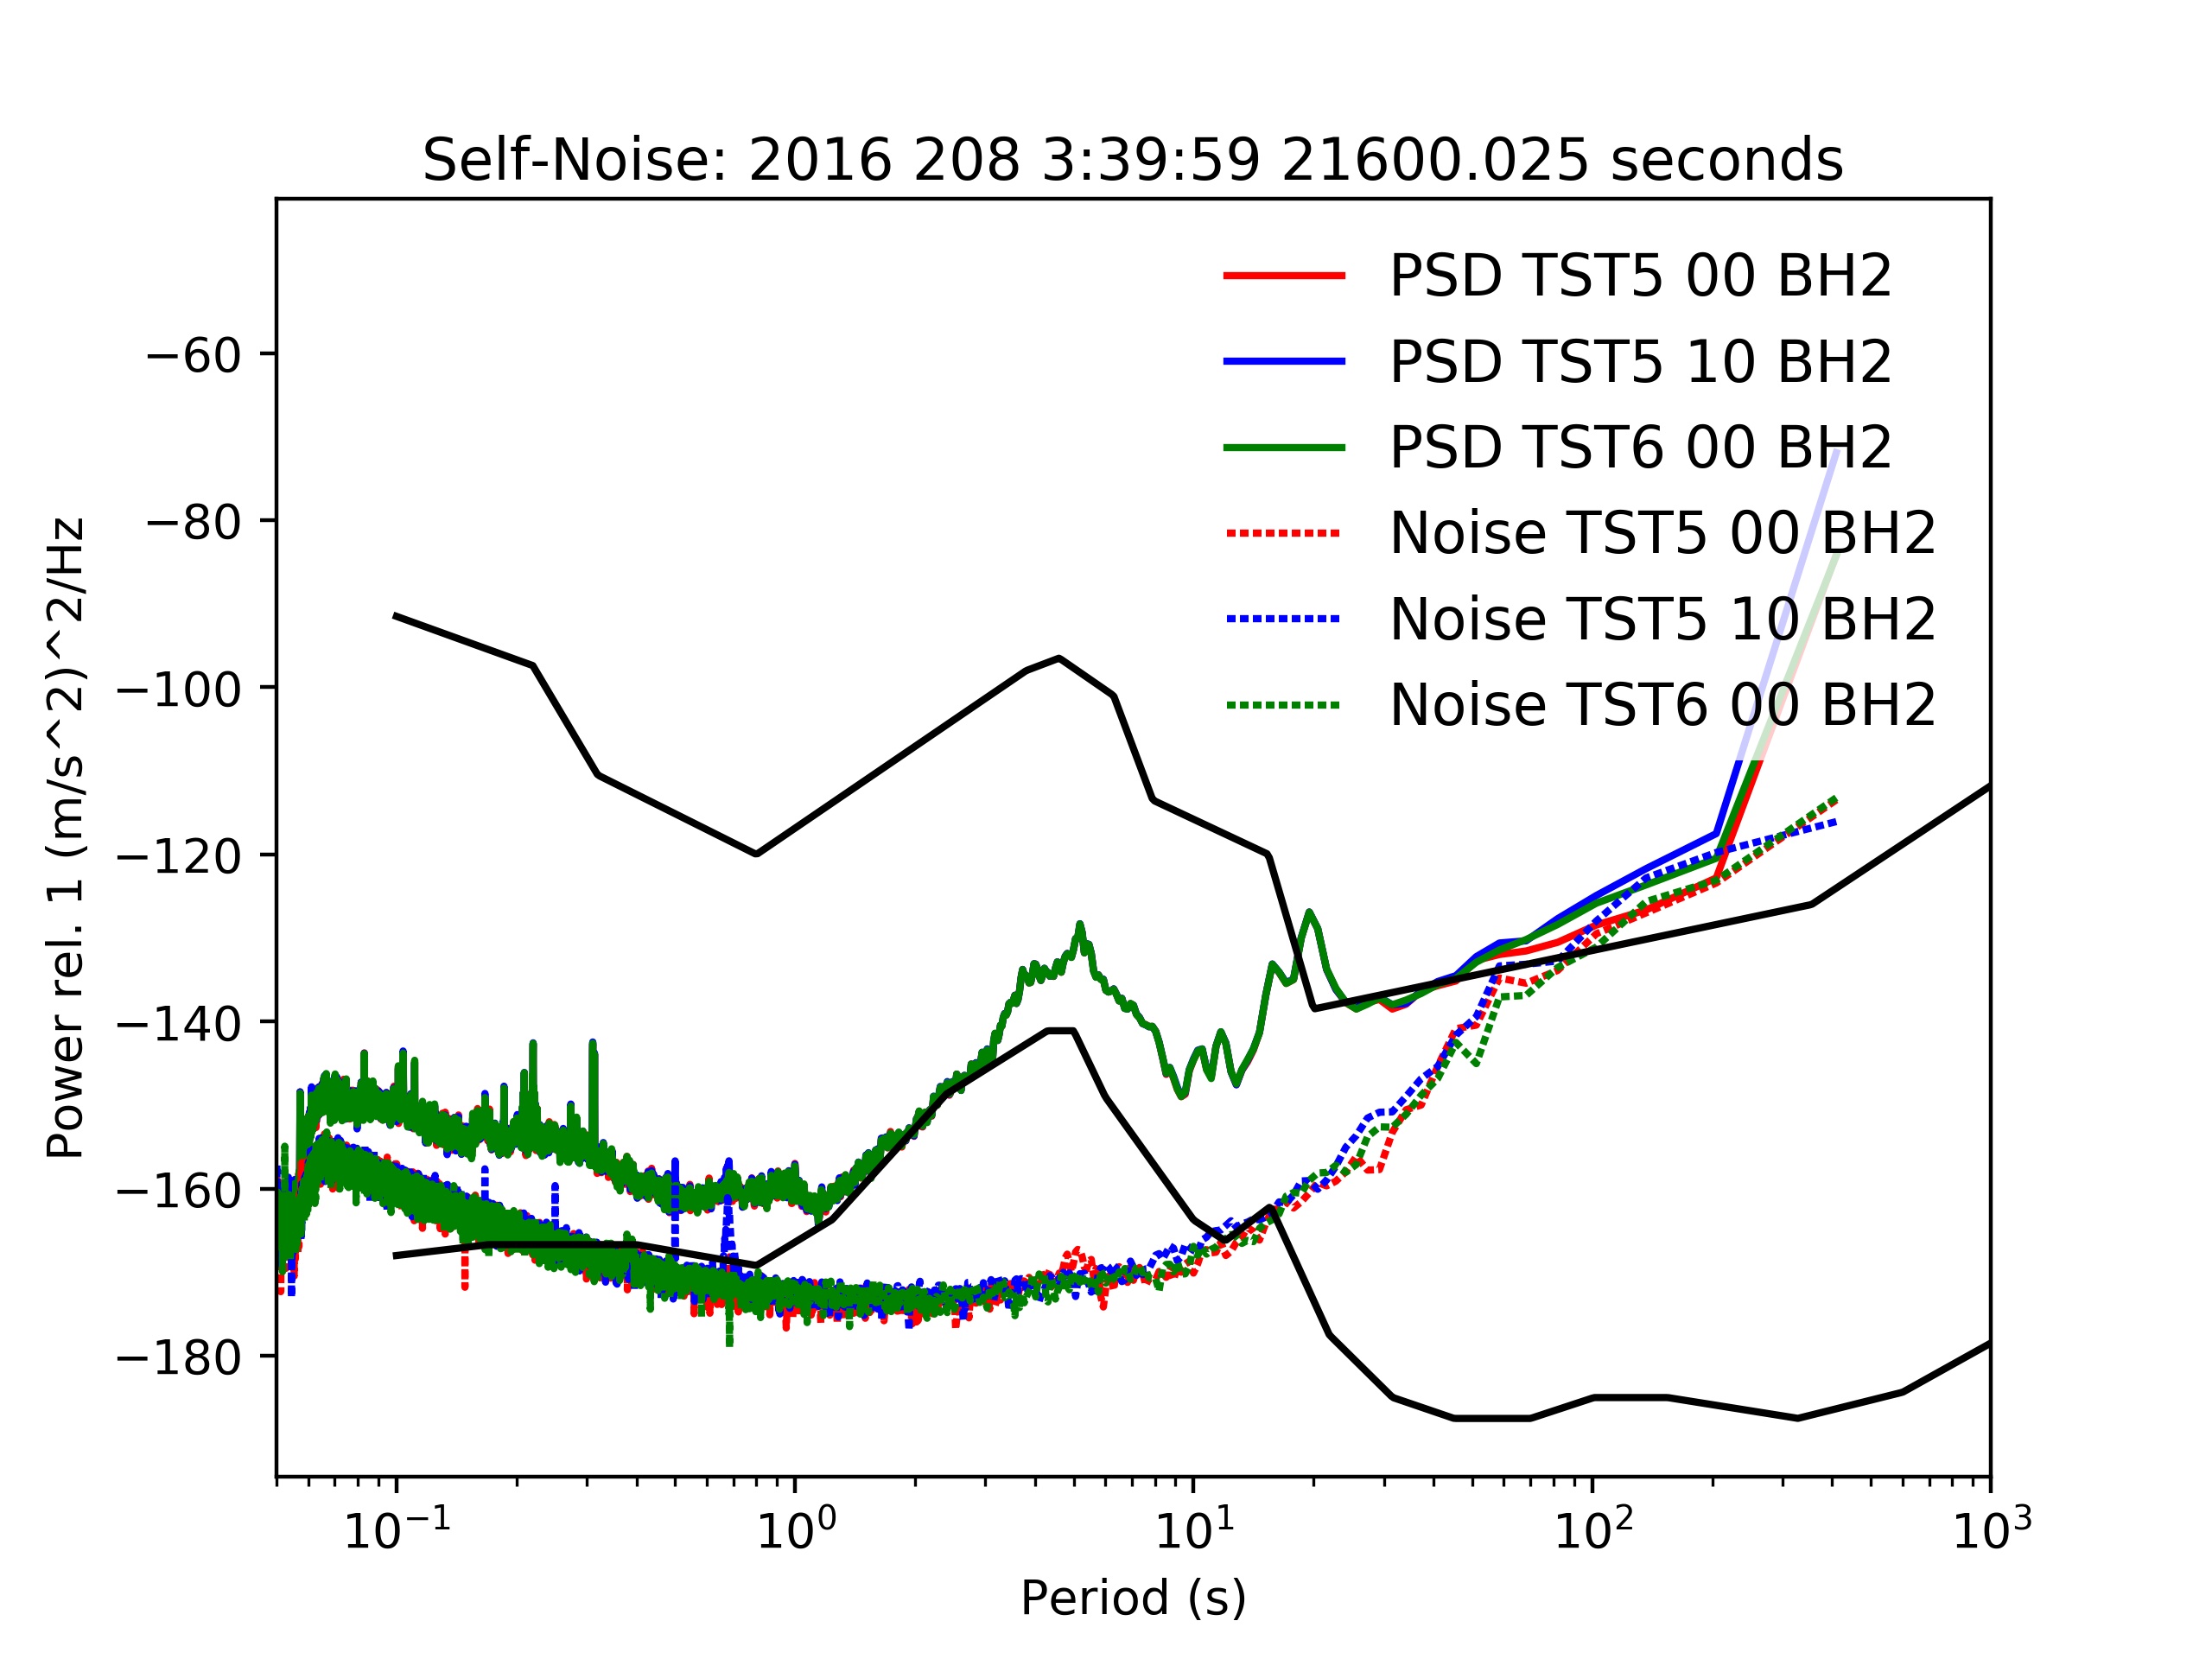 Self-Noise: 2016 208 3:39:59 21600.025 seconds
PSD TST5 00 BH2
PSD TST5 10 BH2
PSD TST6 00 BH2
Noise TST5 00 BH2
Noise TST5 10 BH2
Noise TST6 00 BH2
Power rel. 1 (m/s^2)^2/Hz
−60
−80
−100
−120
−140
−160
−180
10⁻¹ 10⁰ 10¹ 10² 10³
Period (s)